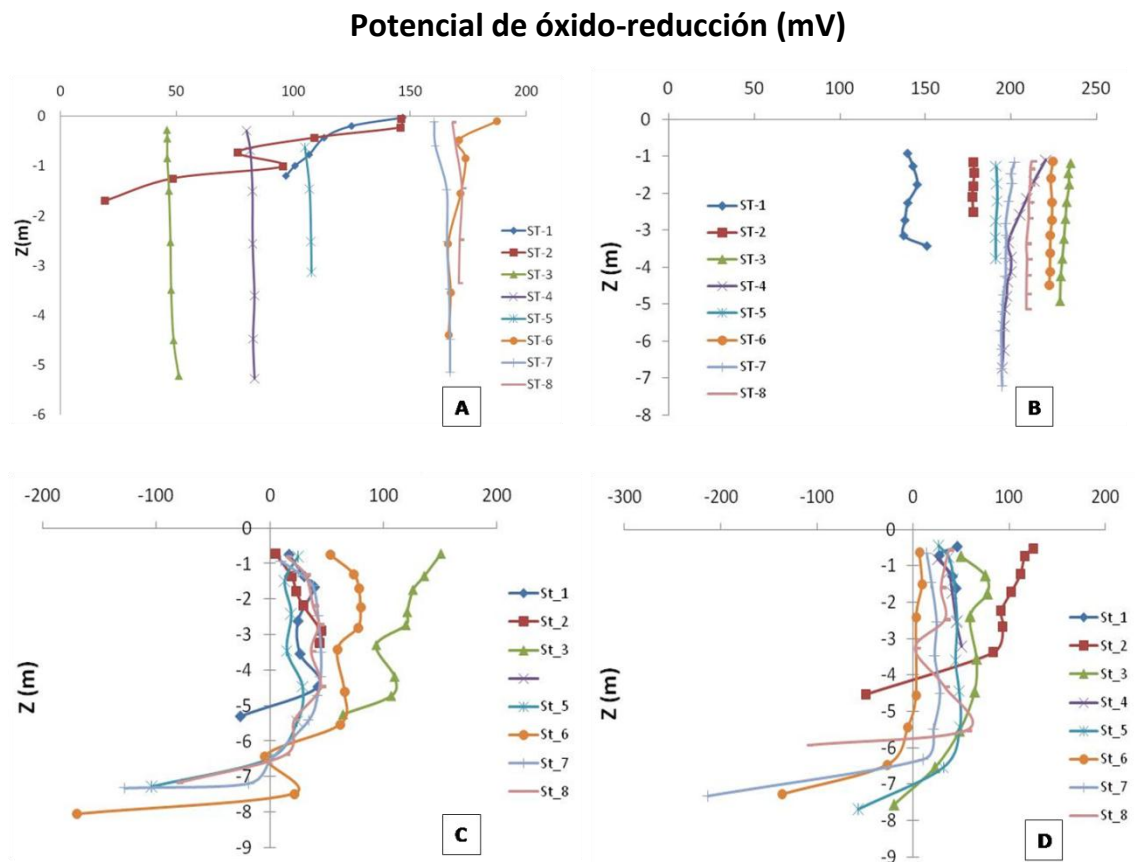 Potencial de óxido-reducción (mV)
0 50 100 150 200
0
-1
-2
-3
-4
-5
-6
Z(m)
ST-1
ST-2
ST-3
ST-4
ST-5
ST-6
ST-7
ST-8
A
0 50 100 150 200 250
0
-1
-2
-3
-4
-5
-6
-7
-8
Z (m)
ST-1
ST-2
ST-3
ST-4
ST-5
ST-6
ST-7
ST-8
B
-200 -100 0 100 200
-0
-1
-2
-3
-4
-5
-6
-7
-8
-9
Z (m)
St_1
St_2
St_3
St_5
St_6
St_7
St_8
C
-300 -200 -100 0 100 200
-0
-1
-2
-3
-4
-5
-6
-7
-8
-9
Z (m)
St_1
St_2
St_3
St_4
St_5
St_6
St_7
St_8
D